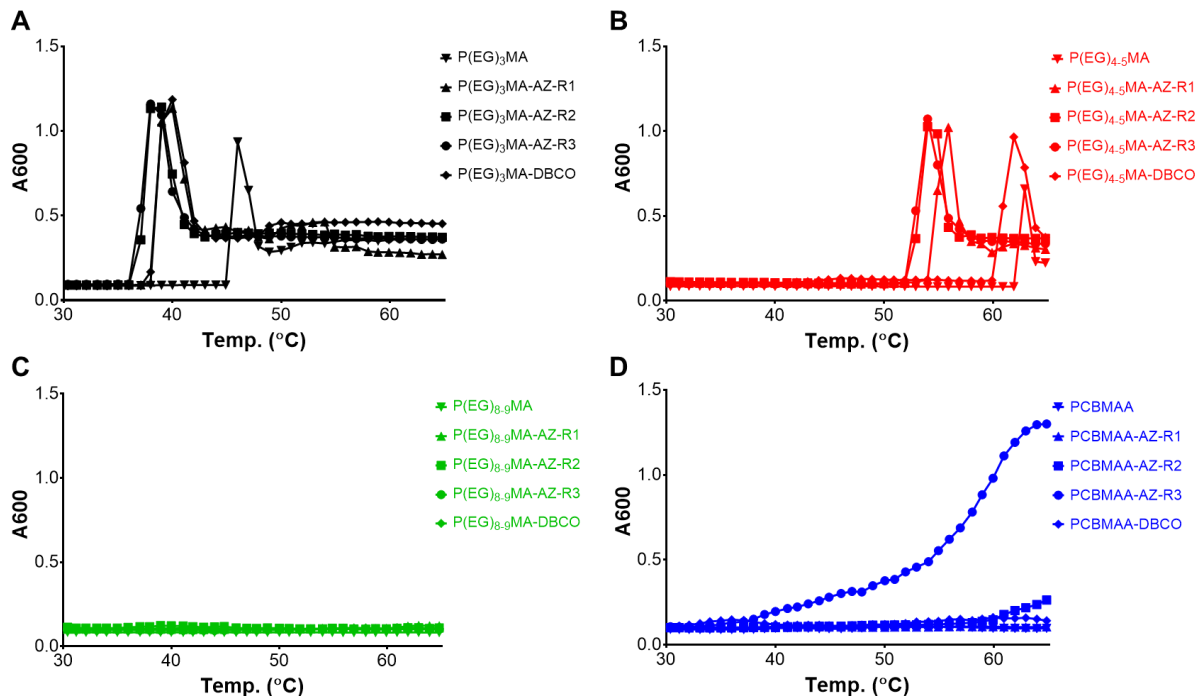 A
1.5
1.0
0.5
0.0
A600
30
40
50
60
Temp. (°C)
P(EG)₃MA
P(EG)₃MA-AZ-R1
P(EG)₃MA-AZ-R2
P(EG)₃MA-AZ-R3
P(EG)₃MA-DBCO
B
1.5
1.0
0.5
0.0
A600
30
40
50
60
Temp. (°C)
P(EG)₄₋₅MA
P(EG)₄₋₅MA-AZ-R1
P(EG)₄₋₅MA-AZ-R2
P(EG)₄₋₅MA-AZ-R3
P(EG)₄₋₅MA-DBCO
C
1.5
1.0
0.5
0.0
A600
30
40
50
60
Temp. (°C)
P(EG)₈₋₉MA
P(EG)₈₋₉MA-AZ-R1
P(EG)₈₋₉MA-AZ-R2
P(EG)₈₋₉MA-AZ-R3
P(EG)₈₋₉MA-DBCO
D
1.5
1.0
0.5
0.0
A600
30
40
50
60
Temp. (°C)
PCBMAA
PCBMAA-AZ-R1
PCBMAA-AZ-R2
PCBMAA-AZ-R3
PCBMAA-DBCO